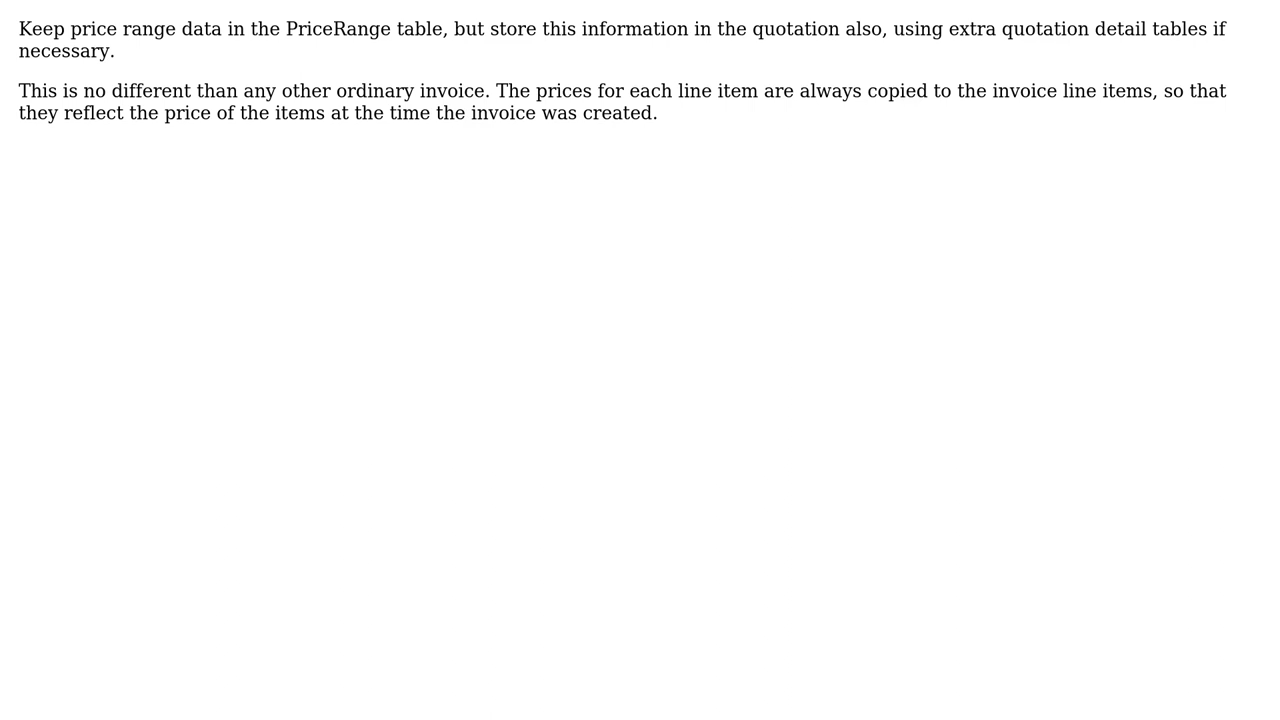 Keep price range data in the PriceRange table, but store this information in the quotation also, using extra quotation detail tables if
necessary.
This is no different than any other ordinary invoice. The prices for each line item are always copied to the invoice line items, so that
they reflect the price of the items at the time the invoice was created.